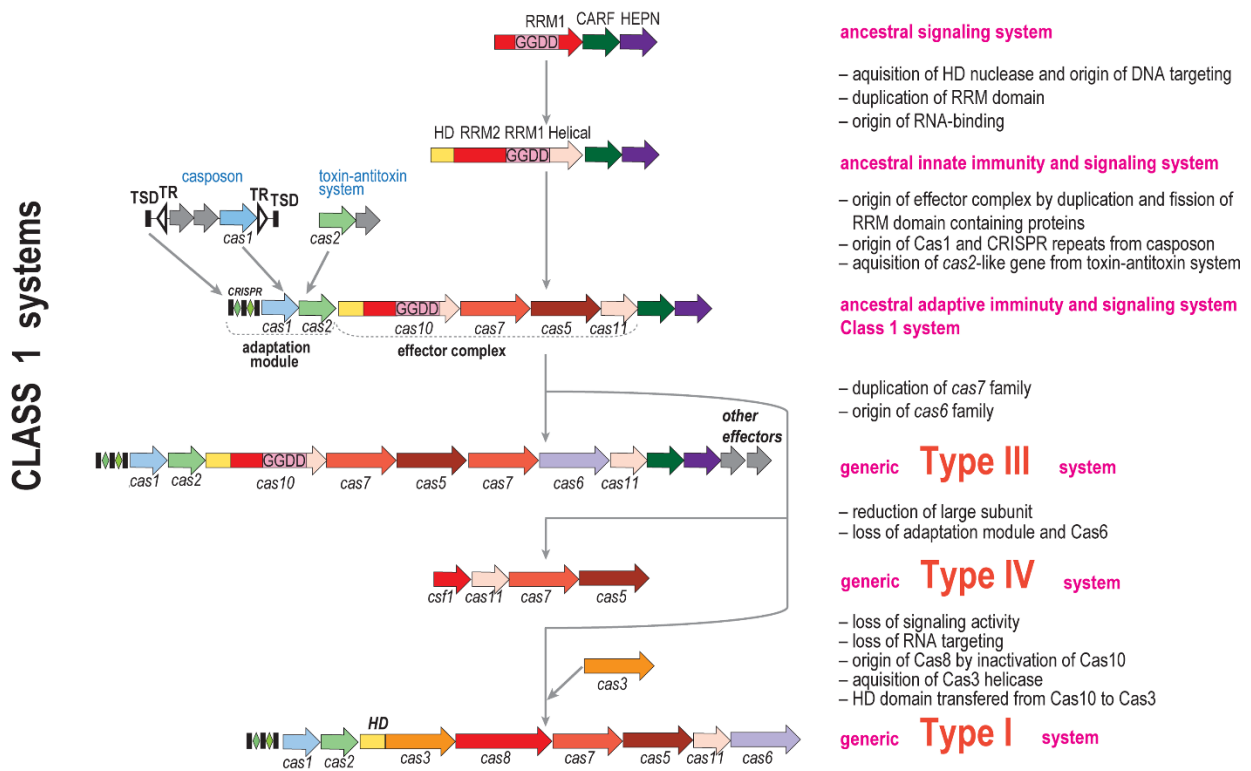 CLASS 1 systems
RRM1 CARF HEPN
GGDD
ancestral signaling system
– aquisition of HD nuclease and origin of DNA targeting
– duplication of RRM domain
– origin of RNA-binding
HD RRM2 RRM1 Helical
GGDD
ancestral innate immunity and signaling system
casposon
toxin-antitoxin
system
TSD TR TR TSD
cas1
cas2
– origin of effector complex by duplication and fission of
RRM domain containing proteins
– origin of Cas1 and CRISPR repeats from casposon
– aquisition of cas2-like gene from toxin-antitoxin system
CRISPR
GGDD
cas1 cas2 cas10 cas7 cas5 cas11
adaptation
module
effector complex
ancestral adaptive imminuty and signaling system
Class 1 system
– duplication of cas7 family
– origin of cas6 family
other
effectors
GGDD
cas1 cas2 cas10 cas7 cas5 cas7 cas6 cas11
generic Type III system
– reduction of large subunit
– loss of adaptation module and Cas6
csf1 cas11 cas7 cas5
generic Type IV system
– loss of signaling activity
– loss of RNA targeting
– origin of Cas8 by inactivation of Cas10
– aquisition of Cas3 helicase
– HD domain transfered from Cas10 to Cas3
cas3
HD
cas1 cas2 cas3 cas8 cas7 cas5 cas11 cas6
generic Type I system